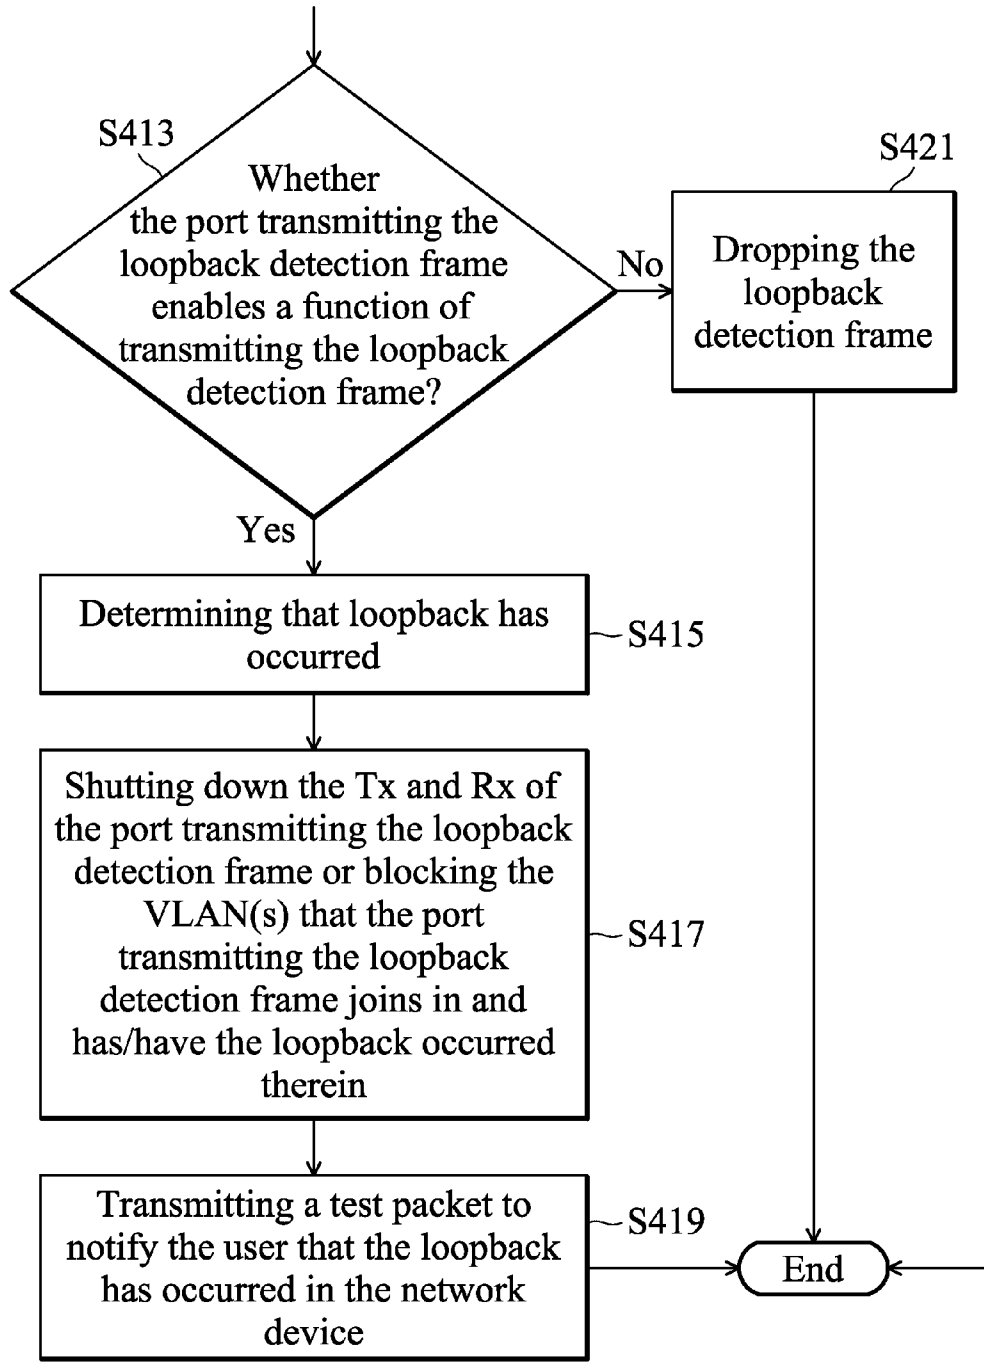 S413
Whether
the port transmitting the
loopback detection frame
enables a function of
transmitting the loopback
detection frame?
No
S421
Dropping the
loopback
detection frame
Yes
Determining that loopback has
occurred
S415
Shutting down the Tx and Rx of
the port transmitting the loopback
detection frame or blocking the
VLAN(s) that the port
transmitting the loopback
detection frame joins in and
has/have the loopback occurred
therein
S417
Transmitting a test packet to
notify the user that the loopback
has occurred in the network
device
S419
End